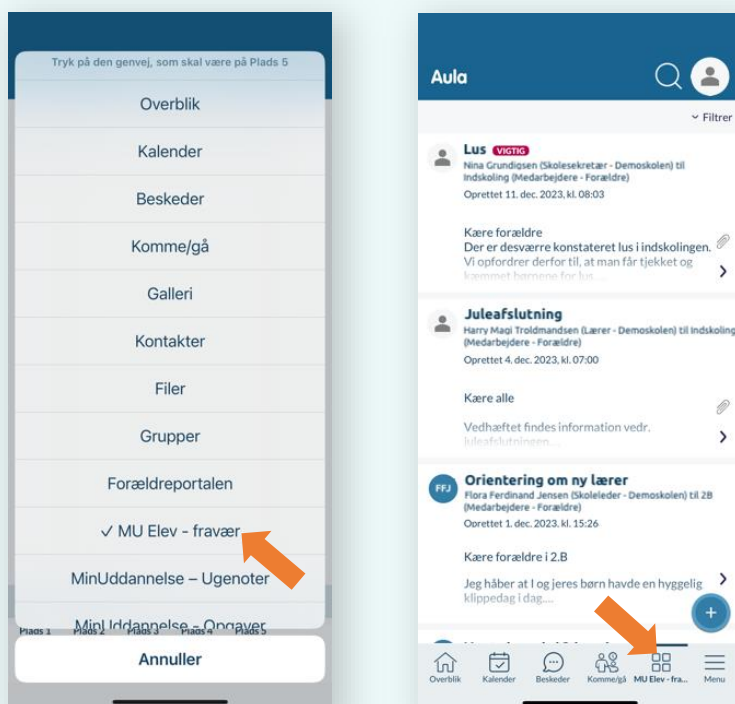 Tryk på den genvej, som skal være på Plads 5
Overblik
Kalender
Beskeder
Komme/gå
Galleri
Kontakter
Filer
Grupper
Forældreportalen
✓ MU Elev - fravær
MinUddannelse – Ugenoter
MinUddannelse - Opgaver
Plads 1 Plads 2 Plads 3 Plads 4 Plads 5
Annuller
Aula
Filtrer
Lus VIGTIG
Nina Grundigsen (Skolesekretær - Demoskolen) til
Indskoling (Medarbejdere - Forældre)
Oprettet 11. dec. 2023, kl. 08:03
Kære forældre
Der er desværre konstateret lus i indskolingen.
Vi opfordrer derfor til, at man får tjekket og
kæmmet børnene for lus....
Juleafslutning
Harry Magi Troldmandsen (Lærer - Demoskolen) til Indskoling
(Medarbejdere - Forældre)
Oprettet 4. dec. 2023, kl. 07:00
Kære alle
Vedhæftet findes information vedr.
juleafslutningen....
FFJ
Orientering om ny lærer
Flora Ferdinand Jensen (Skoleleder - Demoskolen) til 2B
(Medarbejdere - Forældre)
Oprettet 1. dec. 2023, kl. 15:26
Kære forældre i 2.B
Jeg håber at I og jeres børn havde en hyggelig
klippedag i dag....
+
Overblik Kalender Beskeder Komme/gå MU Elev - fra... Menu